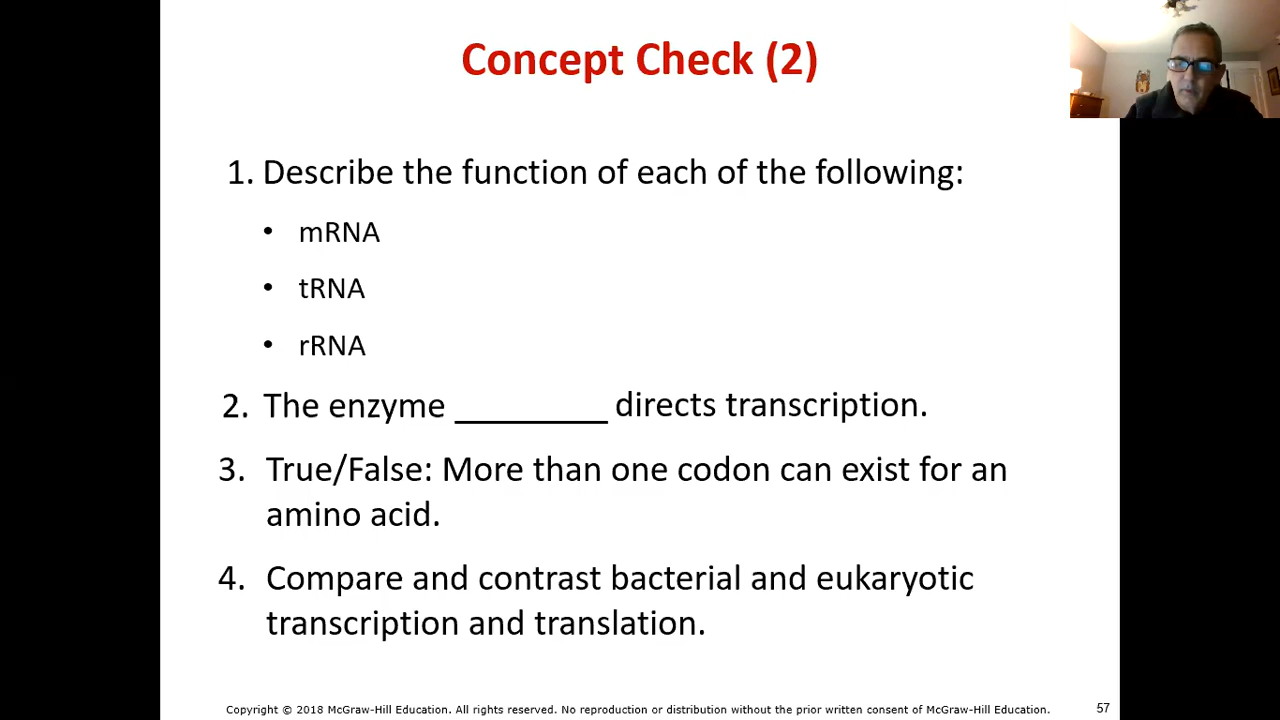 Concept Check (2)
1. Describe the function of each of the following:
• mRNA
• tRNA
• rRNA
2. The enzyme ________ directs transcription.
3. True/False: More than one codon can exist for an
amino acid.
4. Compare and contrast bacterial and eukaryotic
transcription and translation.
Copyright © 2018 McGraw-Hill Education. All rights reserved. No reproduction or distribution without the prior written consent of McGraw-Hill Education.
57